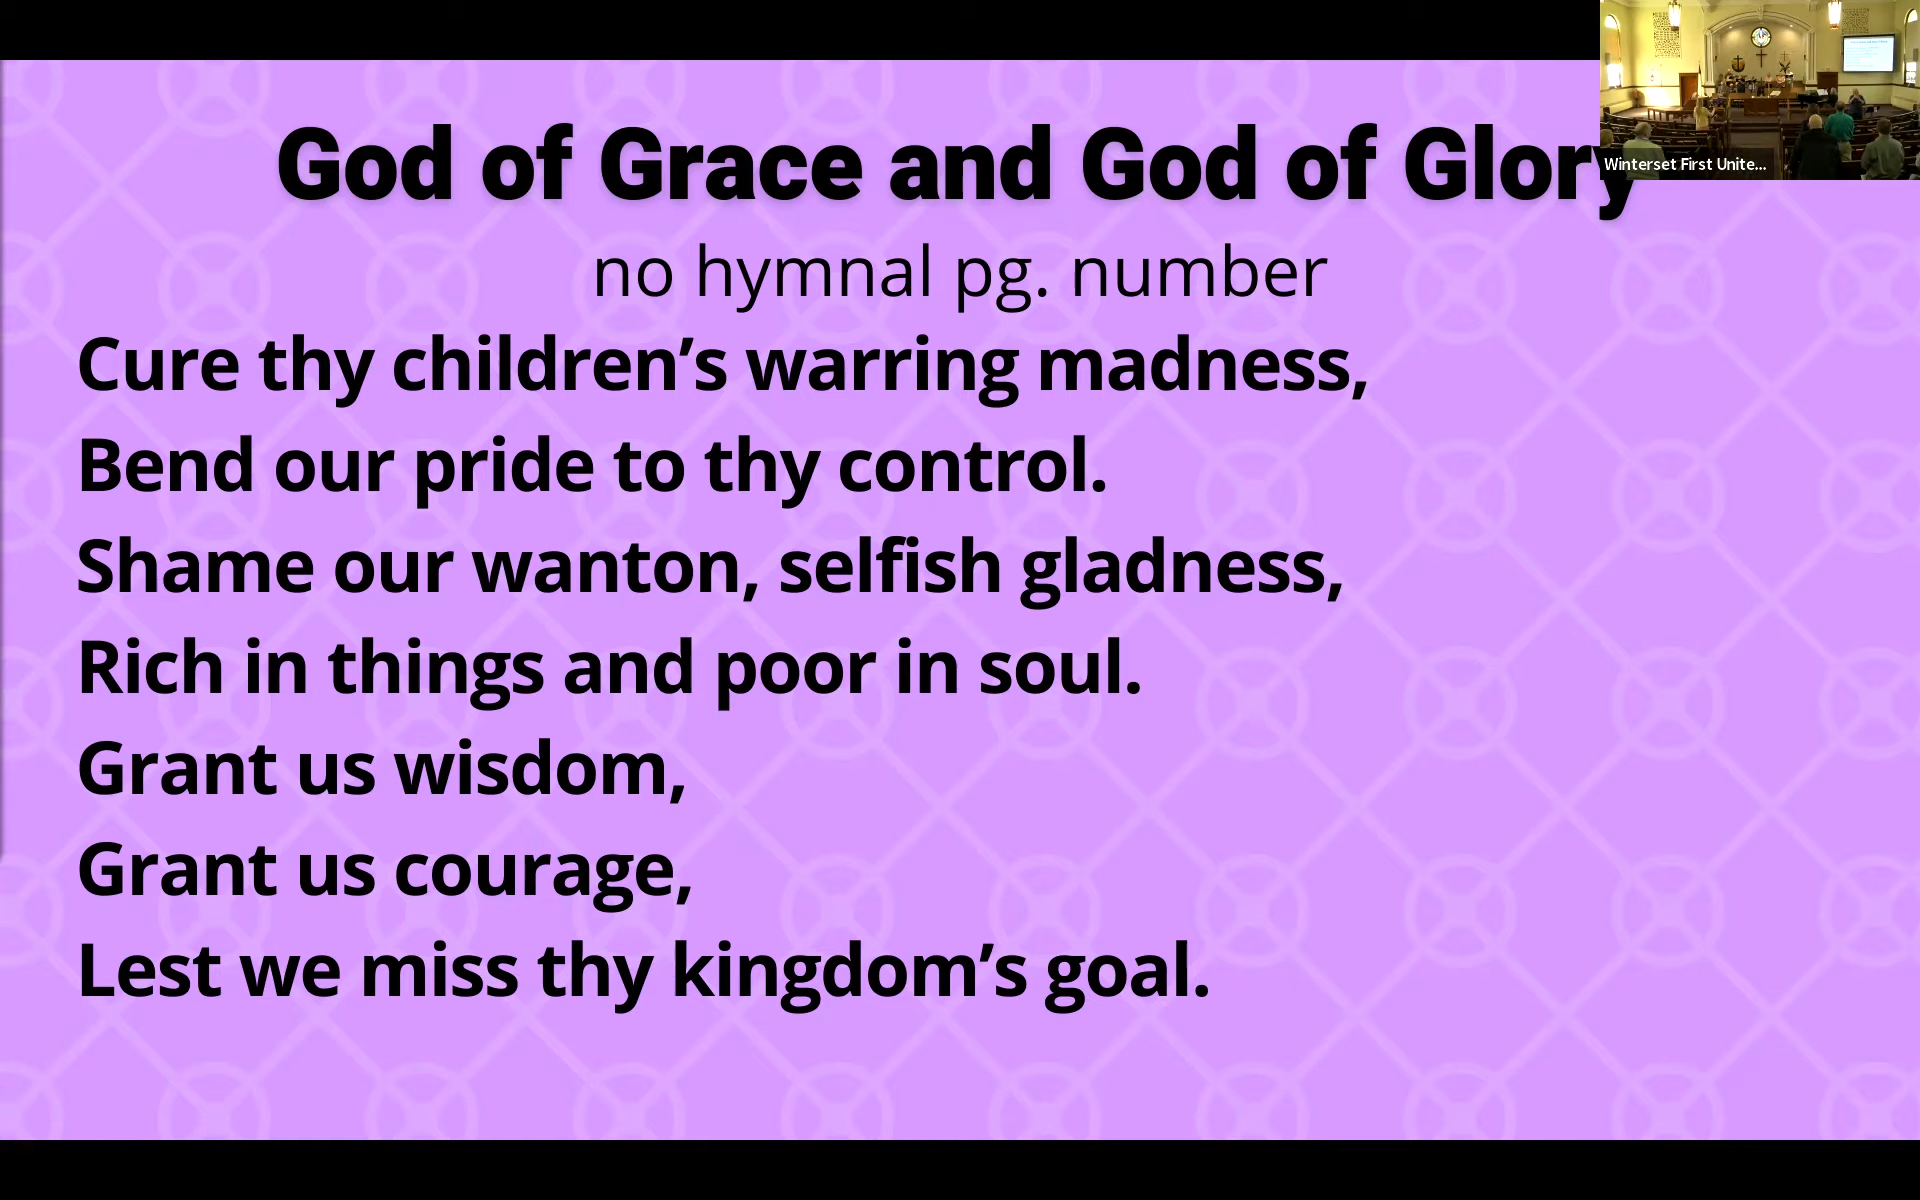 God of Grace and God of Glory
Winterset First Unite...
no hymnal pg. number
Cure thy children’s warring madness,
Bend our pride to thy control.
Shame our wanton, selfish gladness,
Rich in things and poor in soul.
Grant us wisdom,
Grant us courage,
Lest we miss thy kingdom’s goal.